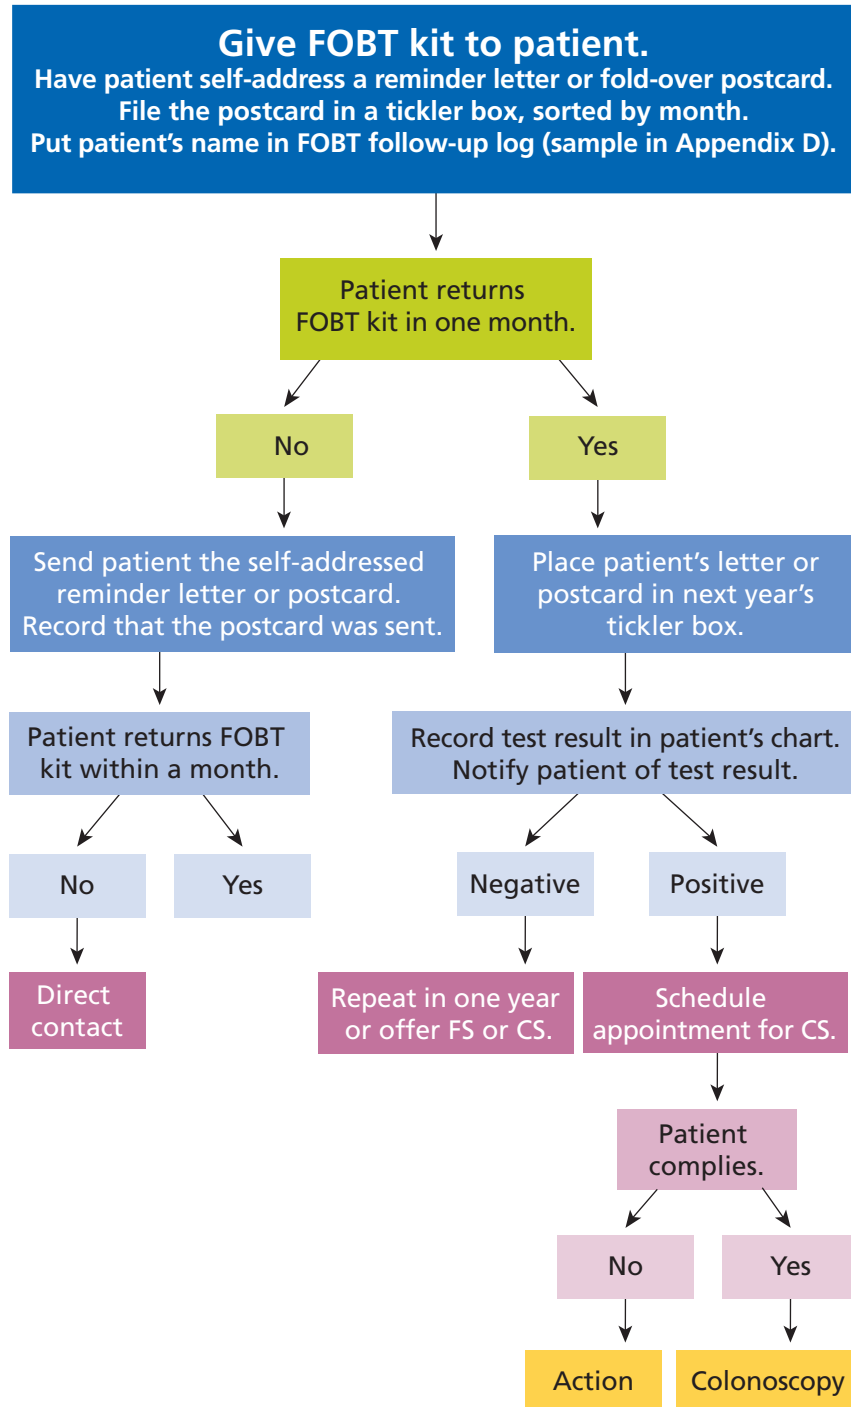 Give FOBT kit to patient.
Have patient self-address a reminder letter or fold-over postcard.
File the postcard in a tickler box, sorted by month.
Put patient's name in FOBT follow-up log (sample in Appendix D).
Patient returns
FOBT kit in one month.
No
Yes
Send patient the self-addressed
reminder letter or postcard.
Record that the postcard was sent.
Place patient's letter or
postcard in next year's
tickler box.
Patient returns FOBT
kit within a month.
Record test result in patient's chart.
Notify patient of test result.
No
Yes
Negative
Positive
Direct
contact
Repeat in one year
or offer FS or CS.
Schedule
appointment for CS.
Patient
complies.
No
Yes
Action
Colonoscopy